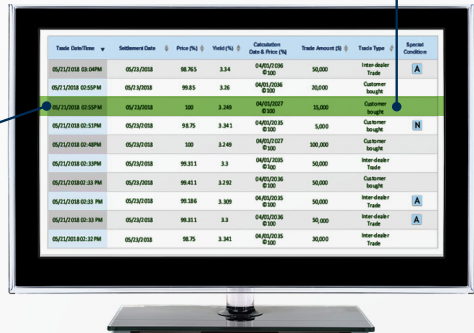 Trade Date/Time Settlement Date Price (%) Yield (%) Calculation Date & Price (%) Trade Amount ($) Trade Type Special Condition
05/21/2018 03:04PM 05/23/2018 98.765 3.34 04/01/2036 @100 50,000 Inter-dealer Trade A
05/21/2018 02:55PM 05/23/2018 99.85 3.26 04/01/2036 @100 20,000 Customer bought
05/21/2018 02:55PM 05/23/2018 100 3.249 04/01/2027 @100 15,000 Customer bought
05/21/2018 02:51PM 05/23/2018 98.75 3.341 04/01/2035 @100 5,000 Customer bought N
05/21/2018 02:48PM 05/23/2018 100 3.249 04/01/2027 @100 100,000 Customer bought
05/21/2018 02:33PM 05/23/2018 99.311 3.3 04/01/2035 @100 50,000 Inter-dealer Trade
05/21/2018 02:33 PM 05/23/2018 99.411 3.292 04/01/2036 @100 50,000 Customer bought
05/21/2018 02:33 PM 05/23/2018 99.186 3.309 04/01/2035 @100 50,000 Inter-dealer Trade A
05/21/2018 02:33 PM 05/23/2018 99.311 3.3 04/01/2036 @100 50,000 Inter-dealer Trade A
05/21/2018 02:32 PM 05/23/2018 98.75 3.341 04/01/2035 @100 30,000 Inter-dealer Trade